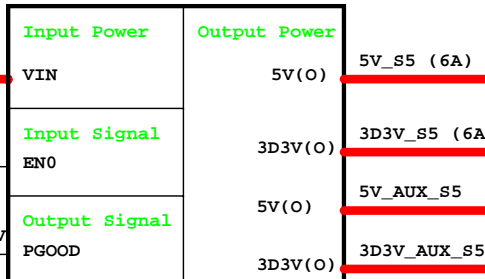 Input Power
Output Power
VIN
5V(O)
5V_S5 (6A)
Input Signal
3D3V(O)
3D3V_S5 (6A
EN0
5V(O)
5V_AUX_S5
Output Signal
PGOOD
3D3V(O)
3D3V_AUX_S5